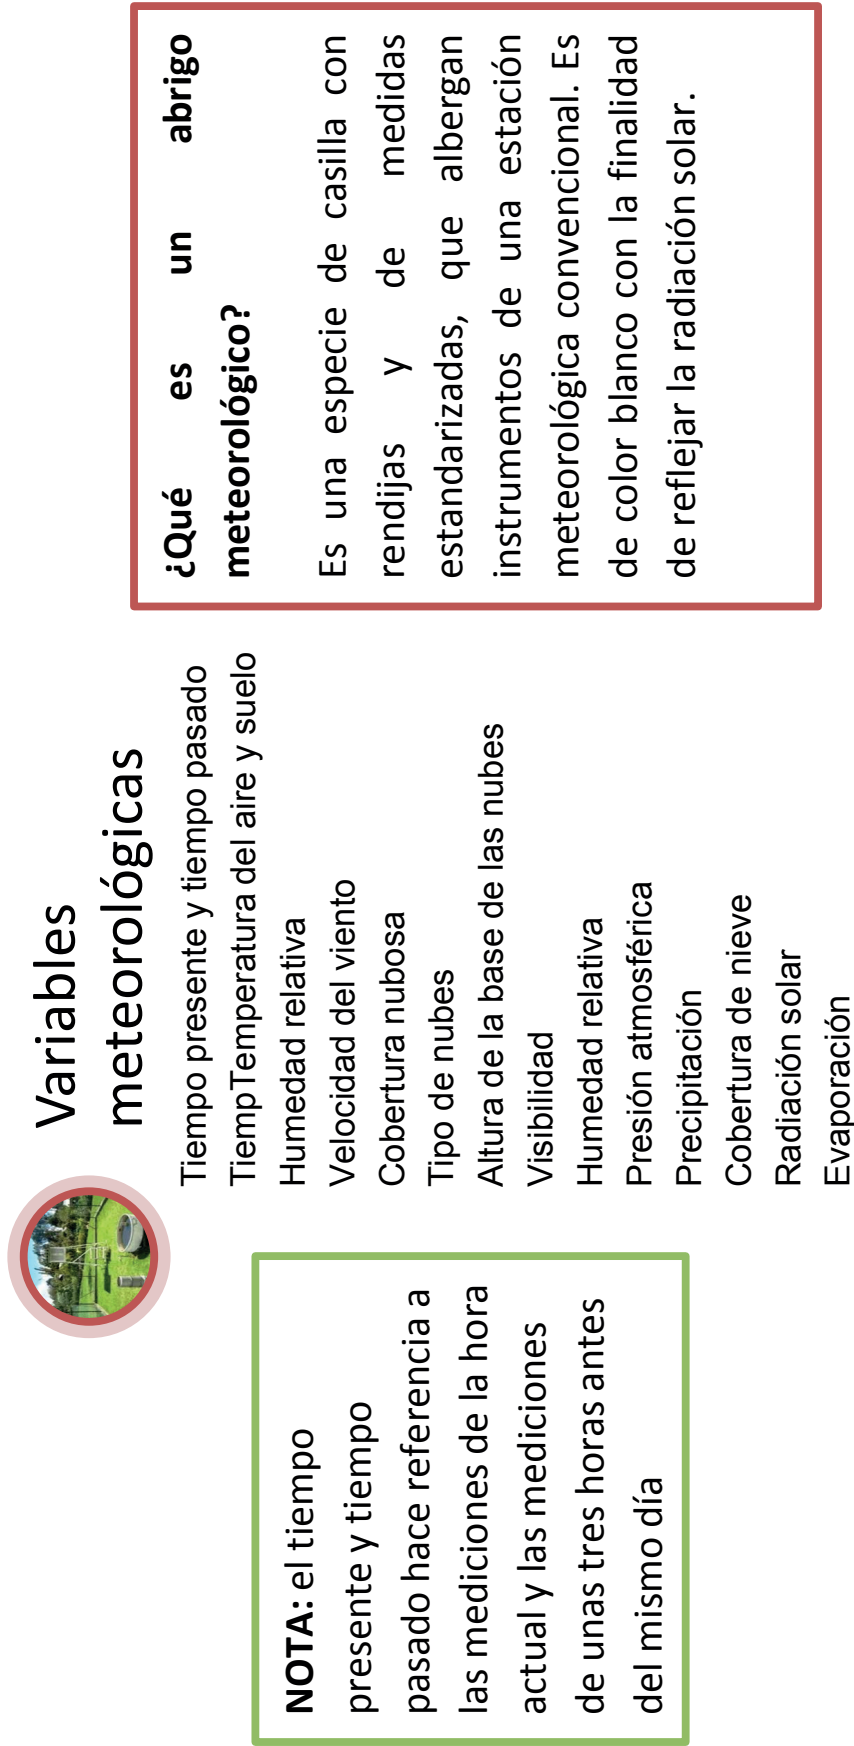 Variables
meteorológicas
NOTA: el tiempo
presente y tiempo
pasado hace referencia a
las mediciones de la hora
actual y las mediciones
de unas tres horas antes
del mismo día
Tiempo presente y tiempo pasado
TiempTemperatura del aire y suelo
Humedad relativa
Velocidad del viento
Cobertura nubosa
Tipo de nubes
Altura de la base de las nubes
Visibilidad
Humedad relativa
Presión atmosférica
Precipitación
Cobertura de nieve
Radiación solar
Evaporación
¿Qué es un abrigo
meteorológico?
Es una especie de casilla con
rendijas y de medidas
estandarizadas, que albergan
instrumentos de una estación
meteorológica convencional. Es
de color blanco con la finalidad
de reflejar la radiación solar.